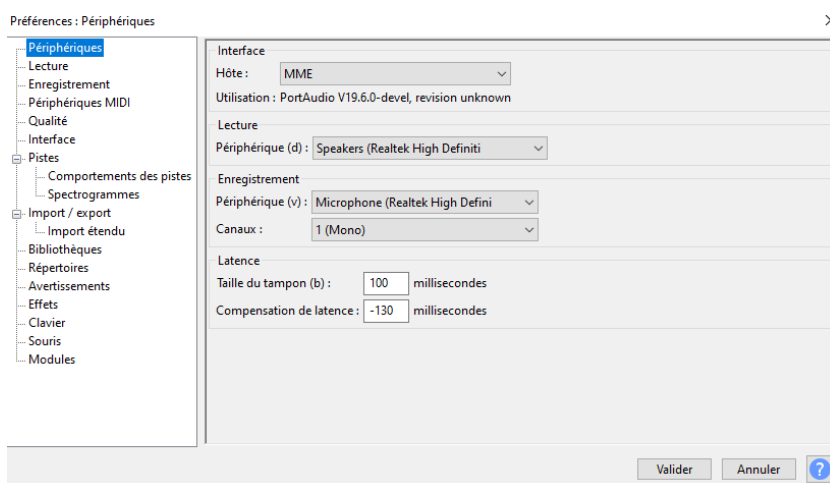 Préférences : Périphériques
Périphériques
Lecture
Enregistrement
Périphériques MIDI
Qualité
Interface
Pistes
Comportements des pistes
Spectrogrammes
Import / export
Import étendu
Bibliothèques
Répertoires
Avertissements
Effets
Clavier
Souris
Modules
Interface
Hôte : MME
Utilisation : PortAudio V19.6.0-devel, revision unknown
Lecture
Périphérique (d) : Speakers (Realtek High Definiti
Enregistrement
Périphérique (v) : Microphone (Realtek High Defini
Canaux : 1 (Mono)
Latence
Taille du tampon (b) : 100 millisecondes
Compensation de latence : -130 millisecondes
Valider Annuler ?